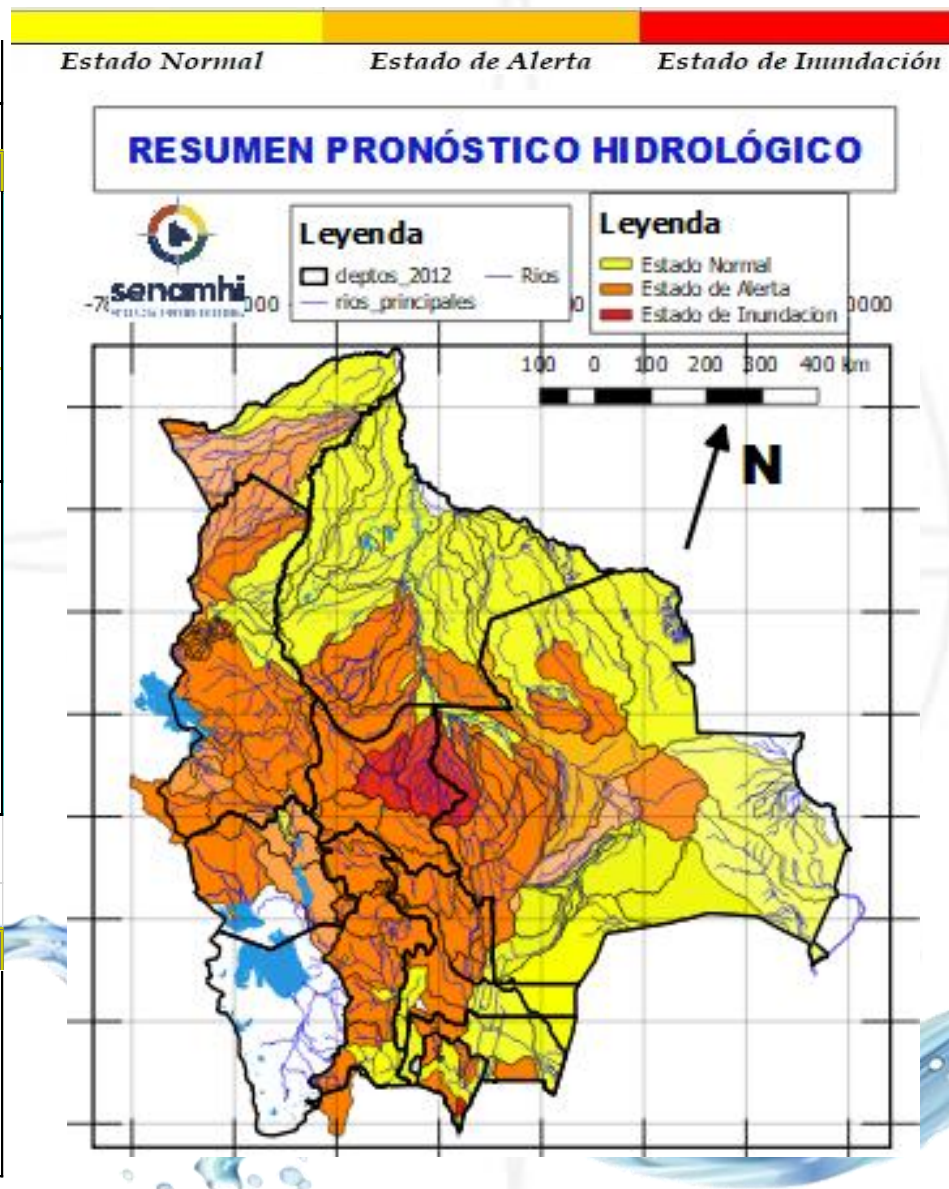 Estado Normal Estado de Alerta Estado de Inundación
RESUMEN PRONÓSTICO HIDROLÓGICO
senamhi
Leyenda
deptos_2012 Rios
rios_principales
Leyenda
Estado Normal
Estado de Alerta
Estado de Inundacion
100 0 100 200 300 400 km
N